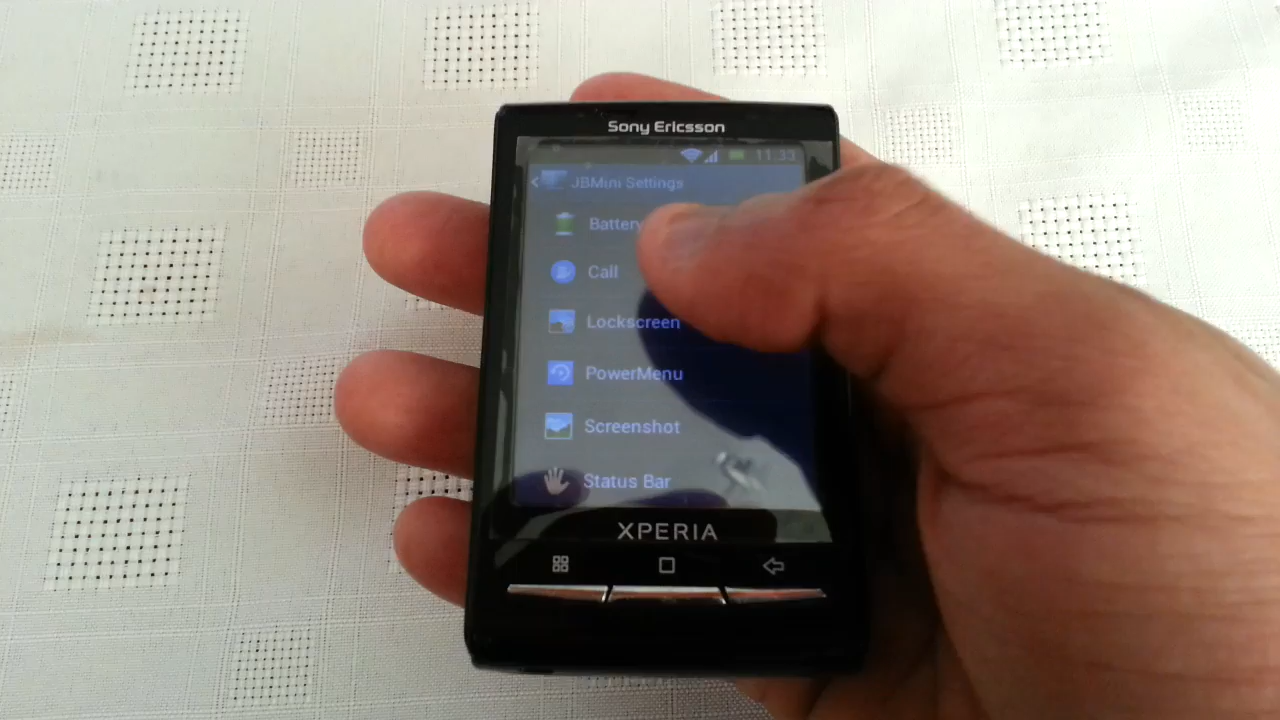 Sony Ericsson
11.33
JBMini Settings
Battery
Call
Lockscreen
PowerMenu
Screenshot
Status Bar
XPERIA